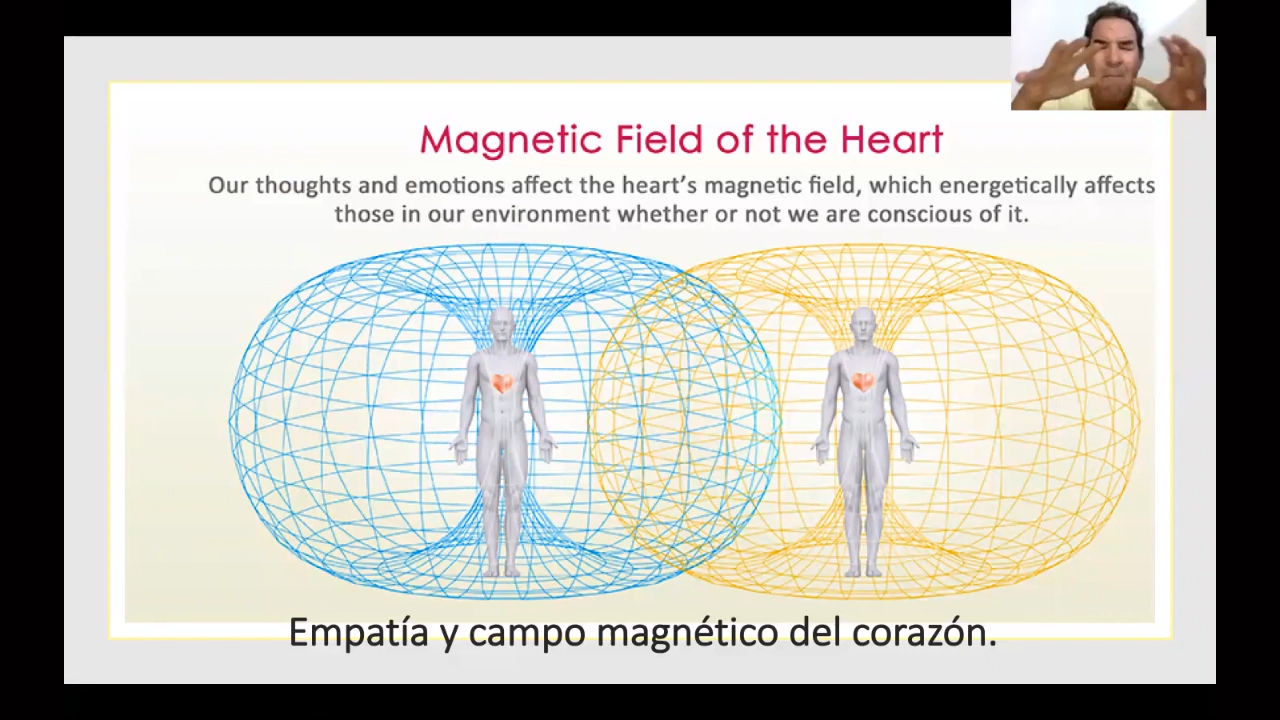 Magnetic Field of the Heart
Our thoughts and emotions affect the heart's magnetic field, which energetically affects
those in our environment whether or not we are conscious of it.
Empatía y campo magnético del corazón.